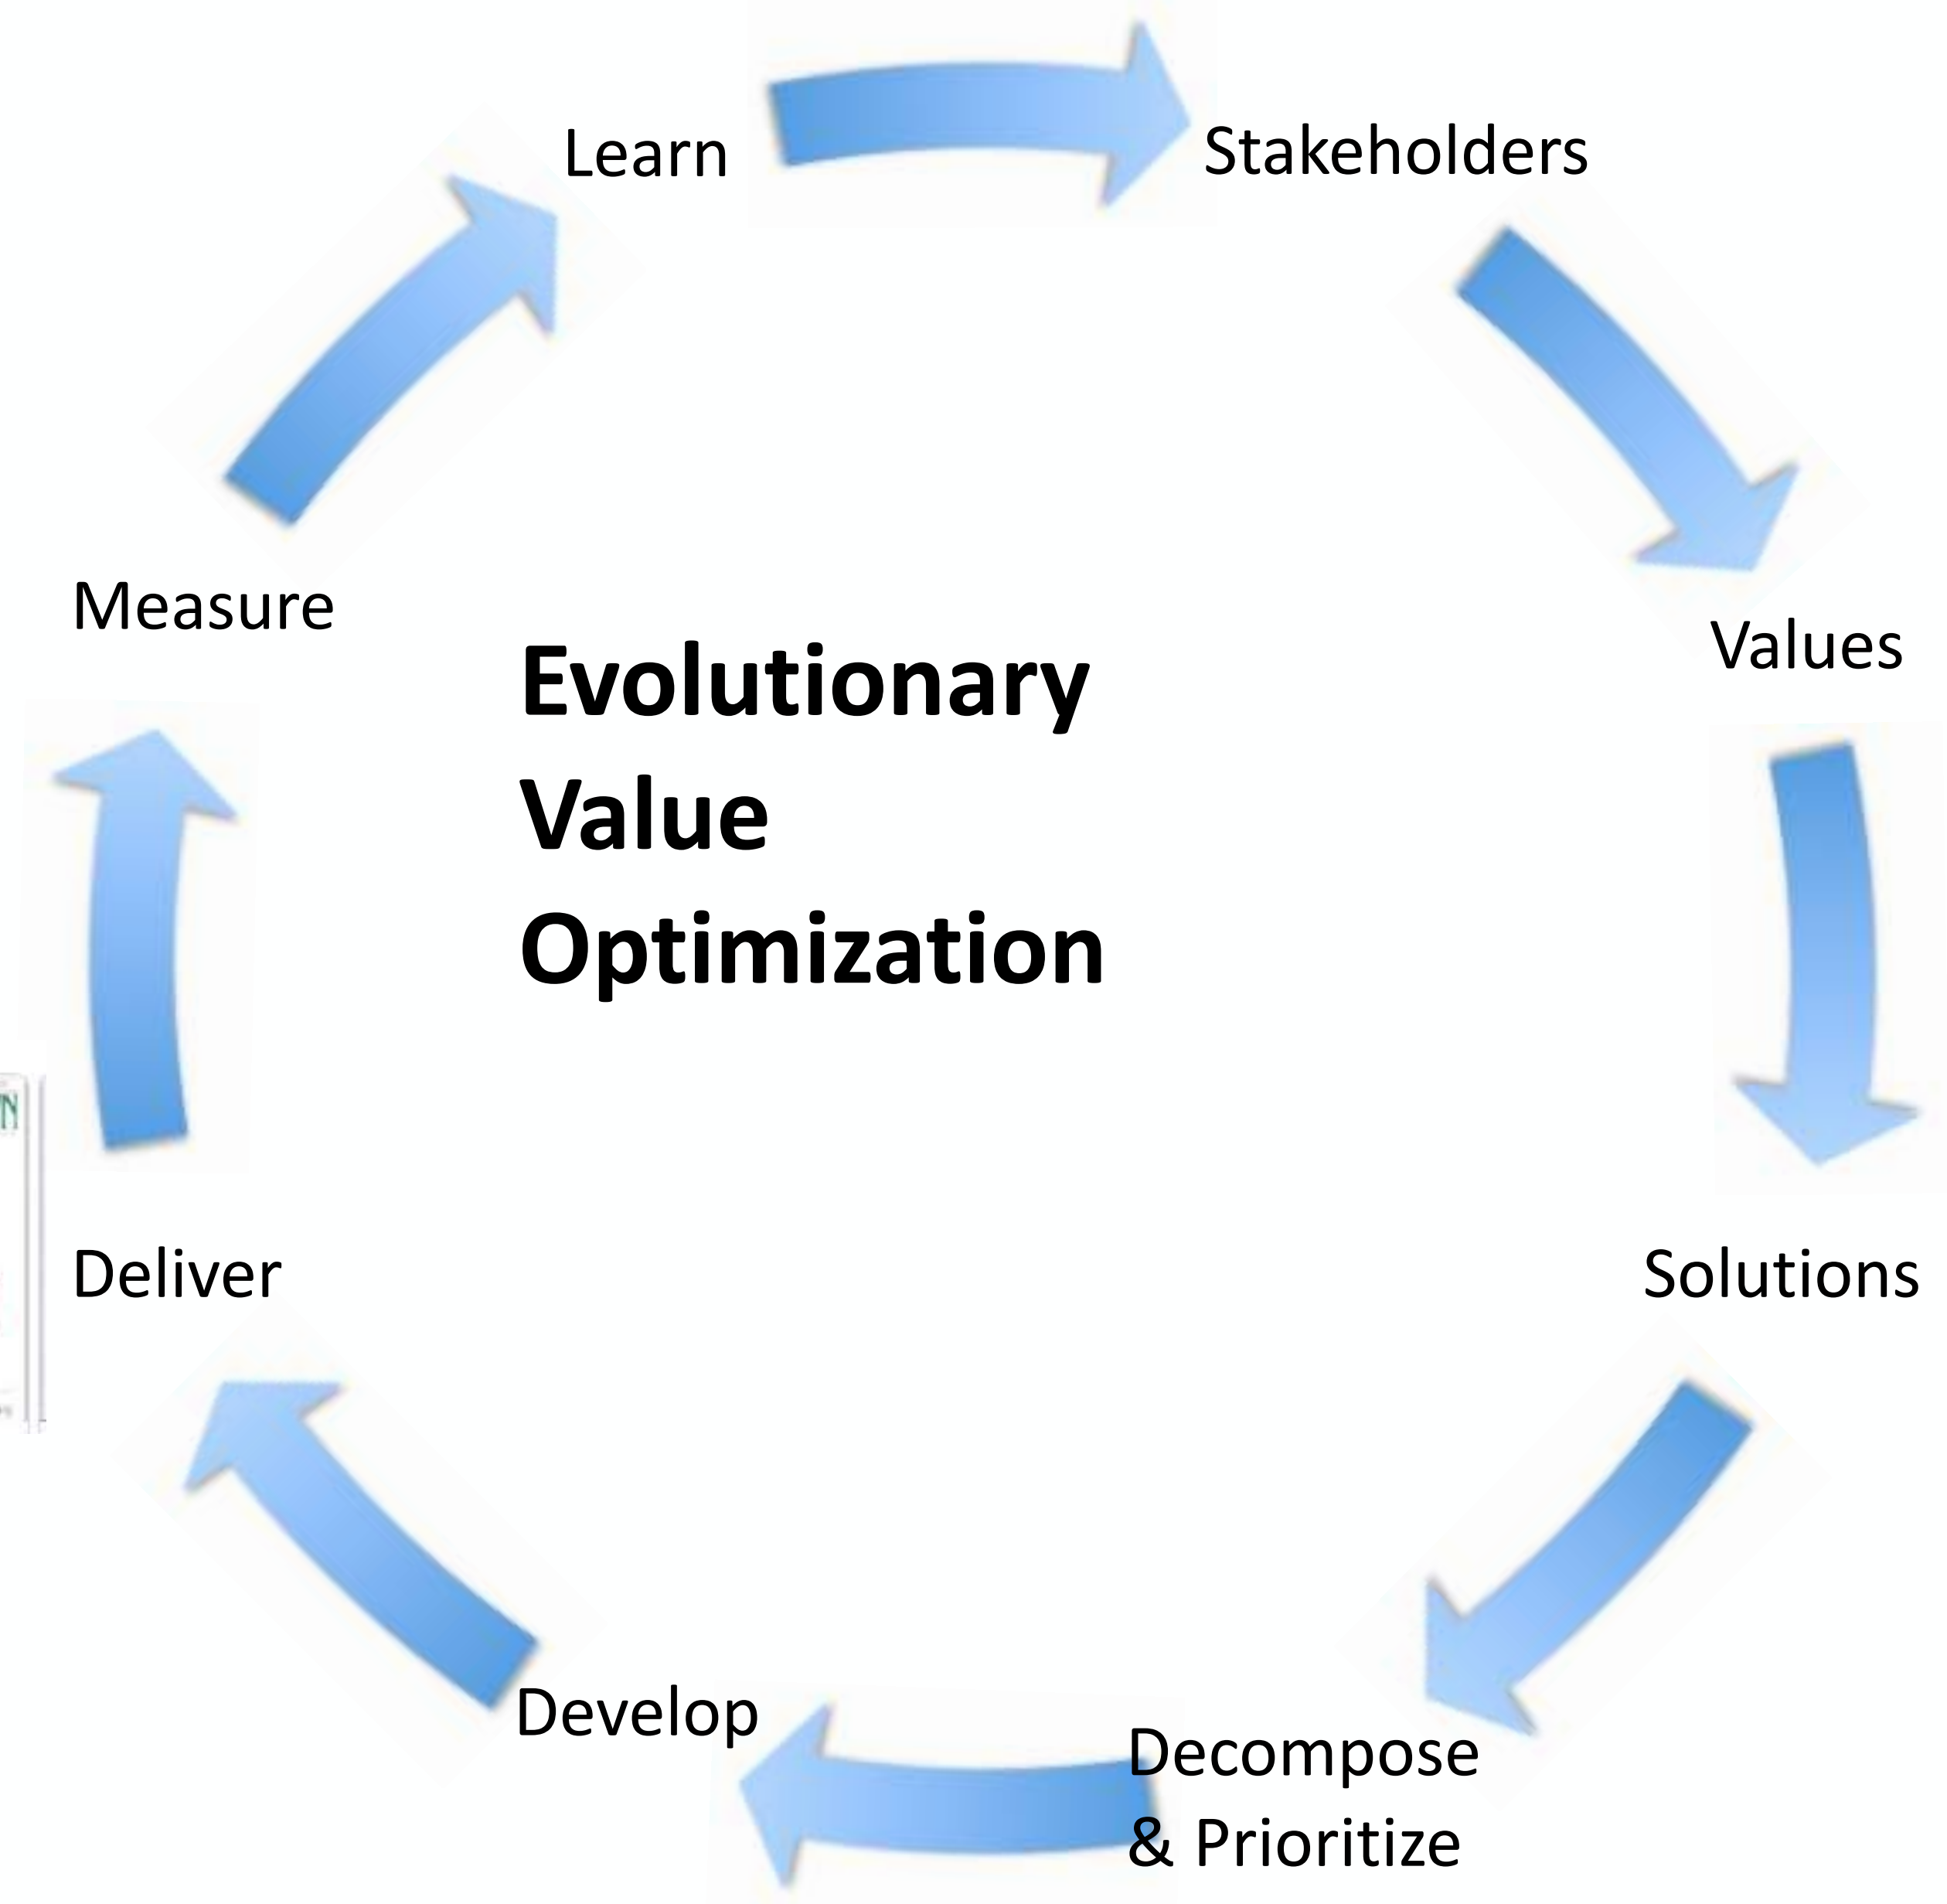 Learn
Stakeholders
Measure
Values
Evolutionary
Value
Optimization
Deliver
Solutions
Develop
Decompose
& Prioritize